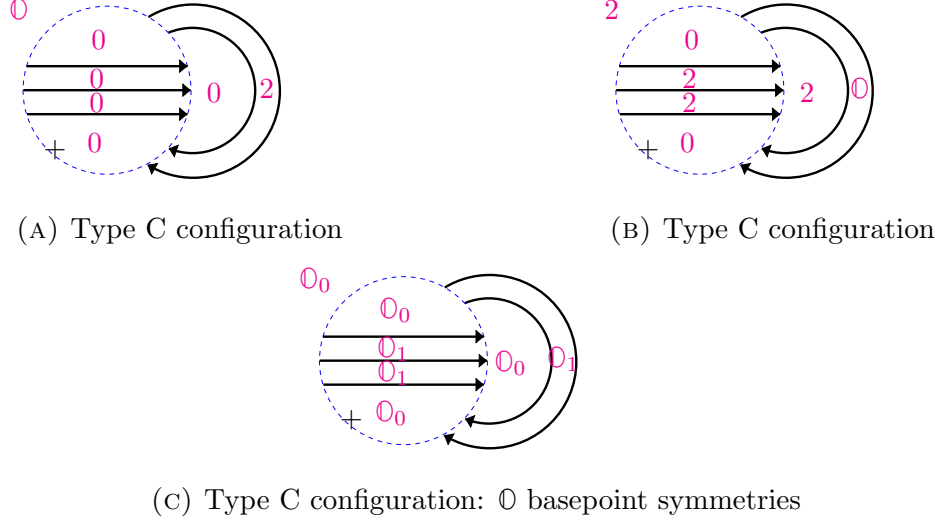 𝕆 2
0 0
0 2
0 0 2 2 2 𝕆
0 2
0 0
+ +
(A) Type C configuration (B) Type C configuration
𝕆₀
𝕆₀
𝕆₁
𝕆₁ 𝕆₀ 𝕆₁
𝕆₀
+
(C) Type C configuration: 𝕆 basepoint symmetries